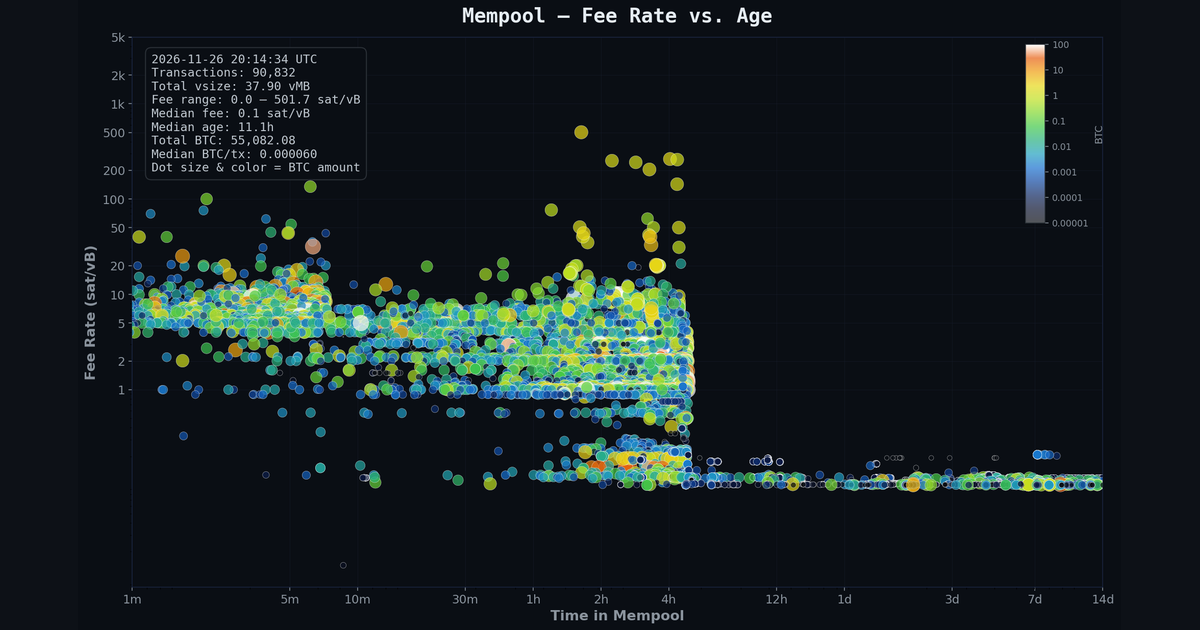 Mempool — Fee Rate vs. Age
2026-11-26 20:14:34 UTC
Transactions: 90,832
Total vsize: 37.90 vMB
Fee range: 0.0 – 501.7 sat/vB
Median fee: 0.1 sat/vB
Median age: 11.1h
Total BTC: 55,082.08
Median BTC/tx: 0.000060
Dot size & color = BTC amount
5k
2k
1k
500
200
100
50
20
10
5
2
1
Fee Rate (sat/vB)
100
10
1
0.1
0.01
0.001
0.0001
0.00001
BTC
1m
5m
10m
30m
1h
2h
4h
12h
1d
3d
7d
14d
Time in Mempool